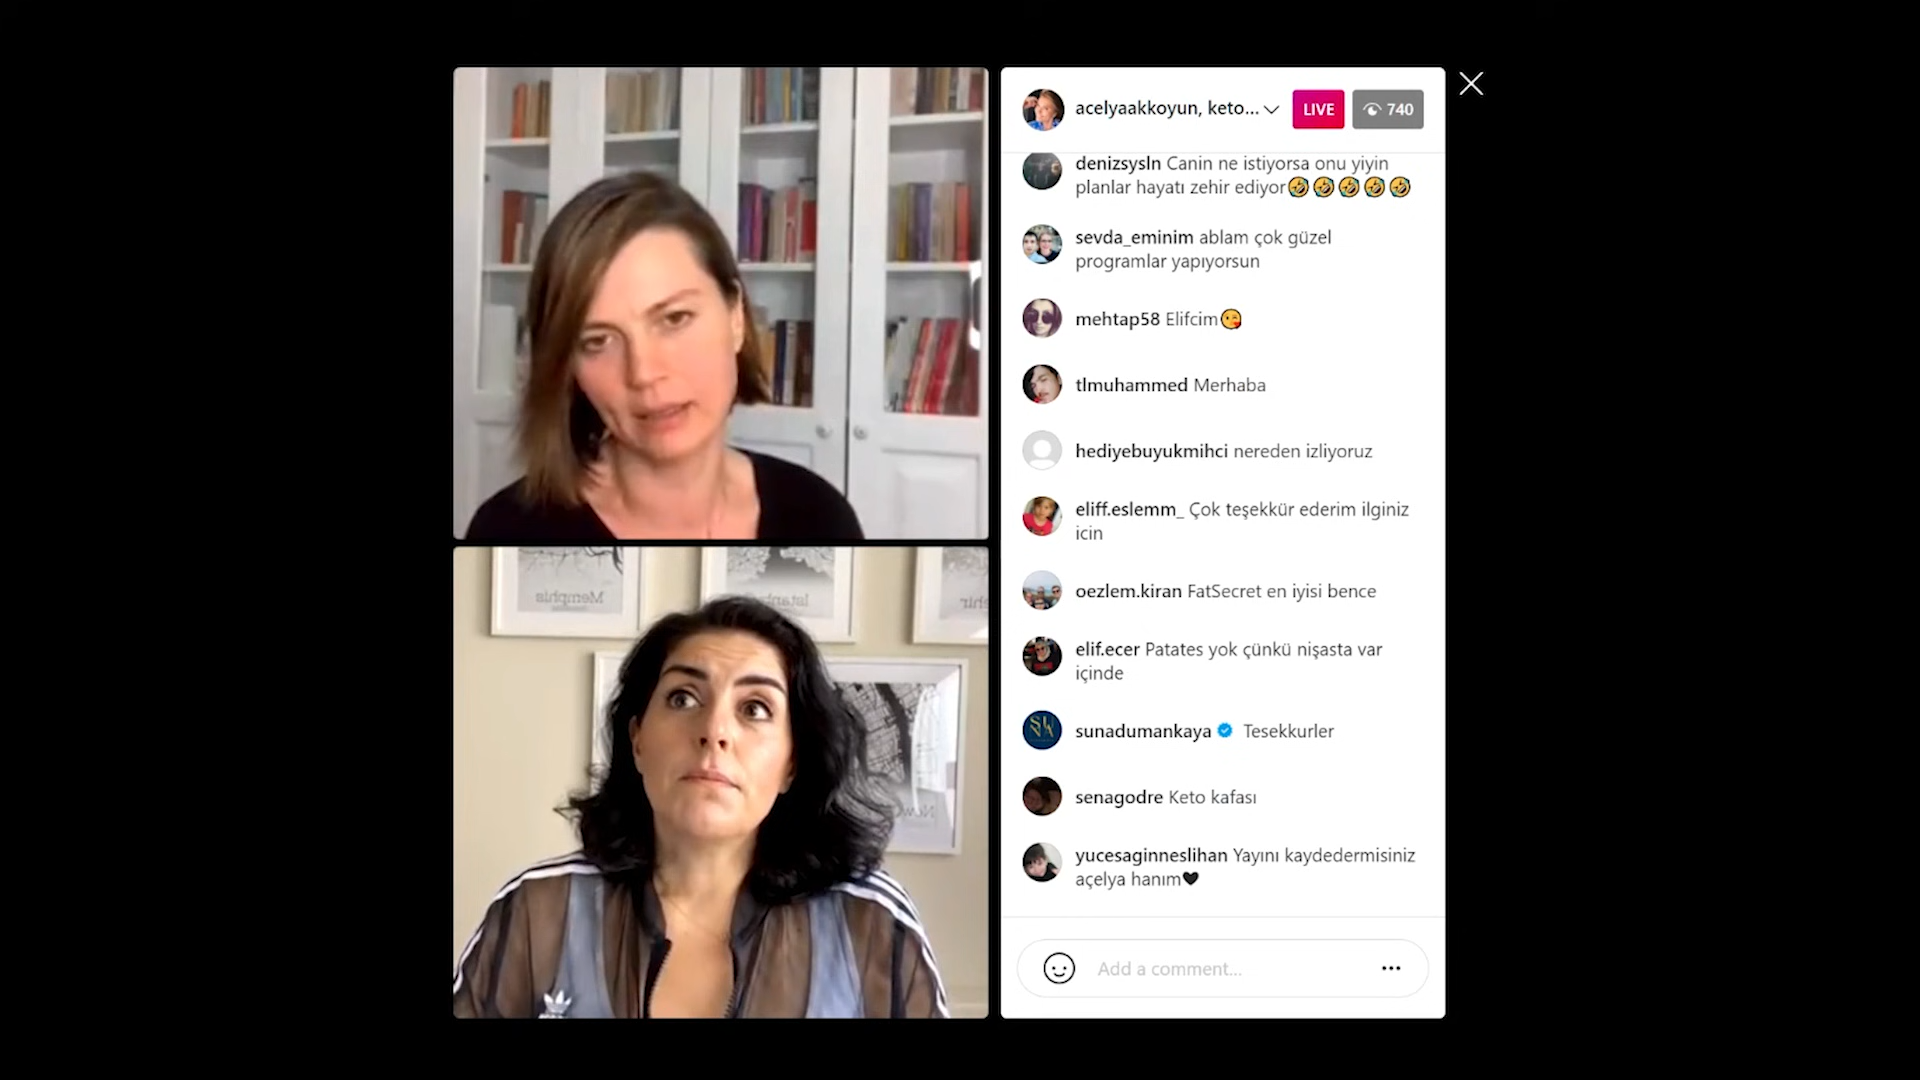 acelyaakkoyun, keto...
LIVE
740
denizsysln Canin ne istiyorsa onu yiyin
planlar hayatı zehir ediyor🤣🤣🤣🤣🤣
sevda_eminim ablam çok güzel
programlar yapıyorsun
mehtap58 Elifcim😘
tlmuhammed Merhaba
hediyebuyukmihci nereden izliyoruz
eliff.eslemm_ Çok teşekkür ederim ilginiz
icin
oezlem.kiran FatSecret en iyisi bence
elif.ecer Patates yok çünkü nişasta var
içinde
sunadumankaya Tesekkurler
senagodre Keto kafası
yucesaginneslihan Yayını kaydedermisiniz
açelya hanım🖤
Add a comment...
Memphis